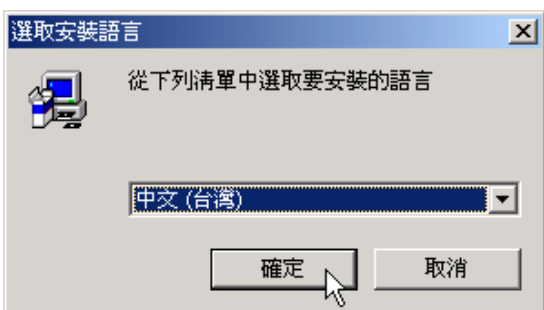 選取安裝語言
從下列清單中選取要安裝的語言
中文 (台灣)
確定
取消